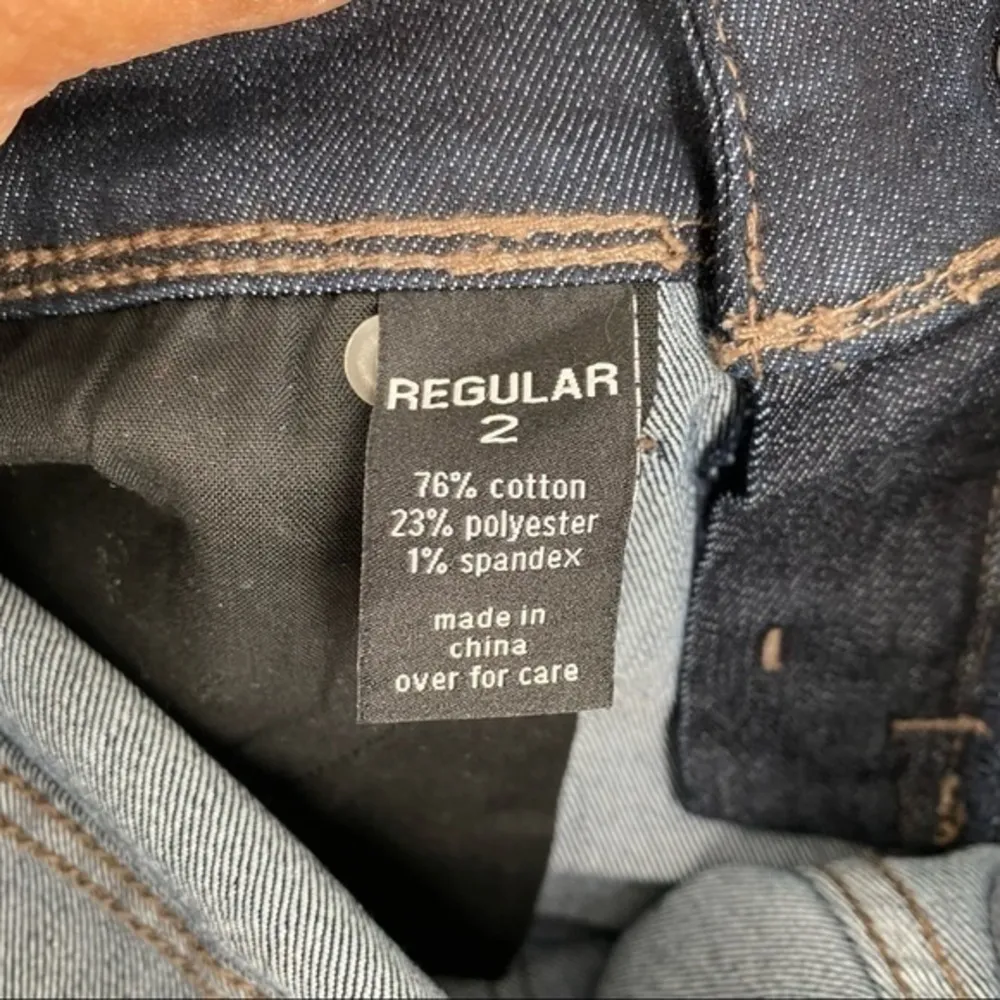 REGULAR
2
76% cotton
23% polyester
1% spandex
made in
china
over for care